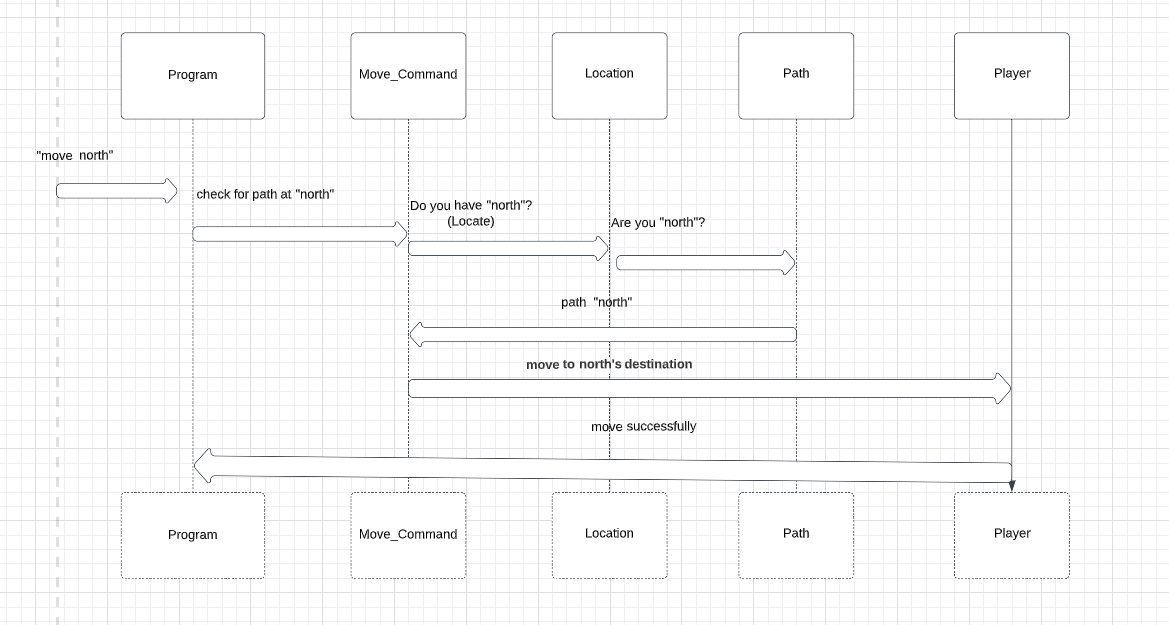 Program
Move_Command
Location
Path
Player
"move north"
check for path at "north"
Do you have "north"?
(Locate)
Are you "north"?
path "north"
move to north's destination
move successfully
Program
Move_Command
Location
Path
Player